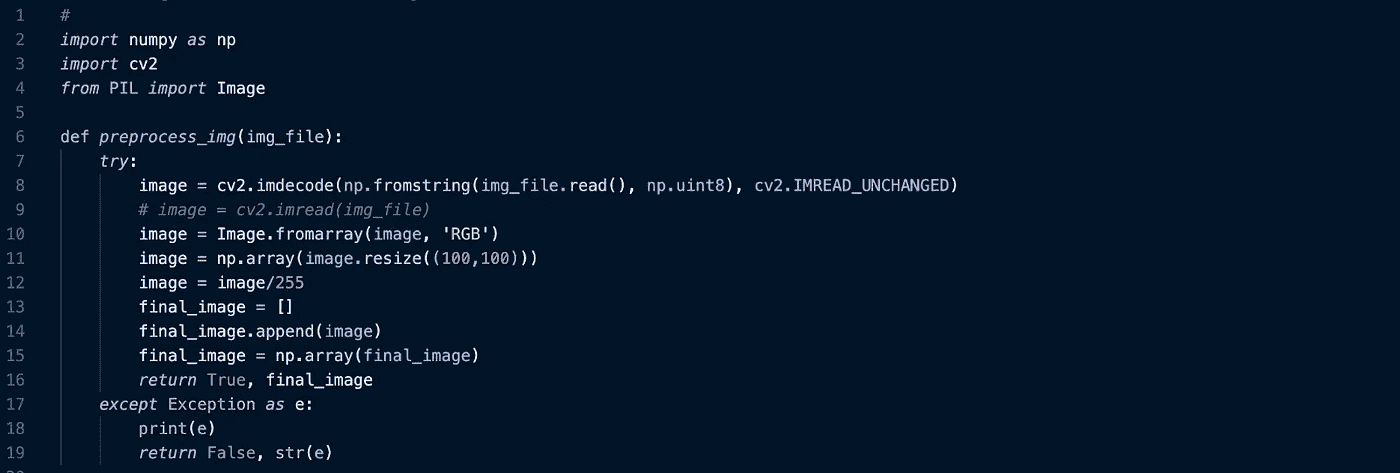 1 #
2 import numpy as np
3 import cv2
4 from PIL import Image
5
6 def preprocess_img(img_file):
7     try:
8         image = cv2.imdecode(np.fromstring(img_file.read(), np.uint8), cv2.IMREAD_UNCHANGED)
9         # image = cv2.imread(img_file)
10         image = Image.fromarray(image, 'RGB')
11         image = np.array(image.resize((100,100)))
12         image = image/255
13         final_image = []
14         final_image.append(image)
15         final_image = np.array(final_image)
16         return True, final_image
17     except Exception as e:
18         print(e)
19         return False, str(e)